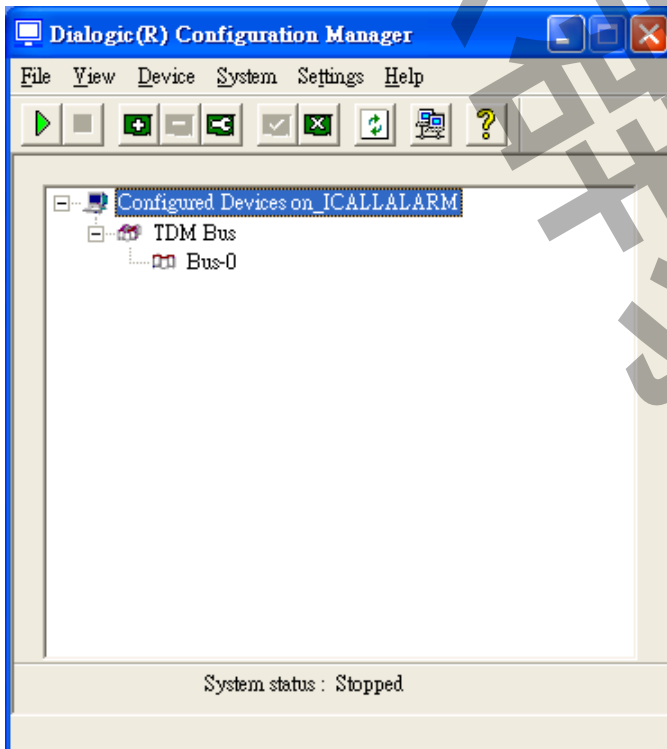 Dialogic(R) Configuration Manager
File View Device System Settings Help
Configured Devices on_ICALLALARM
TDM Bus
Bus-0
System status : Stopped